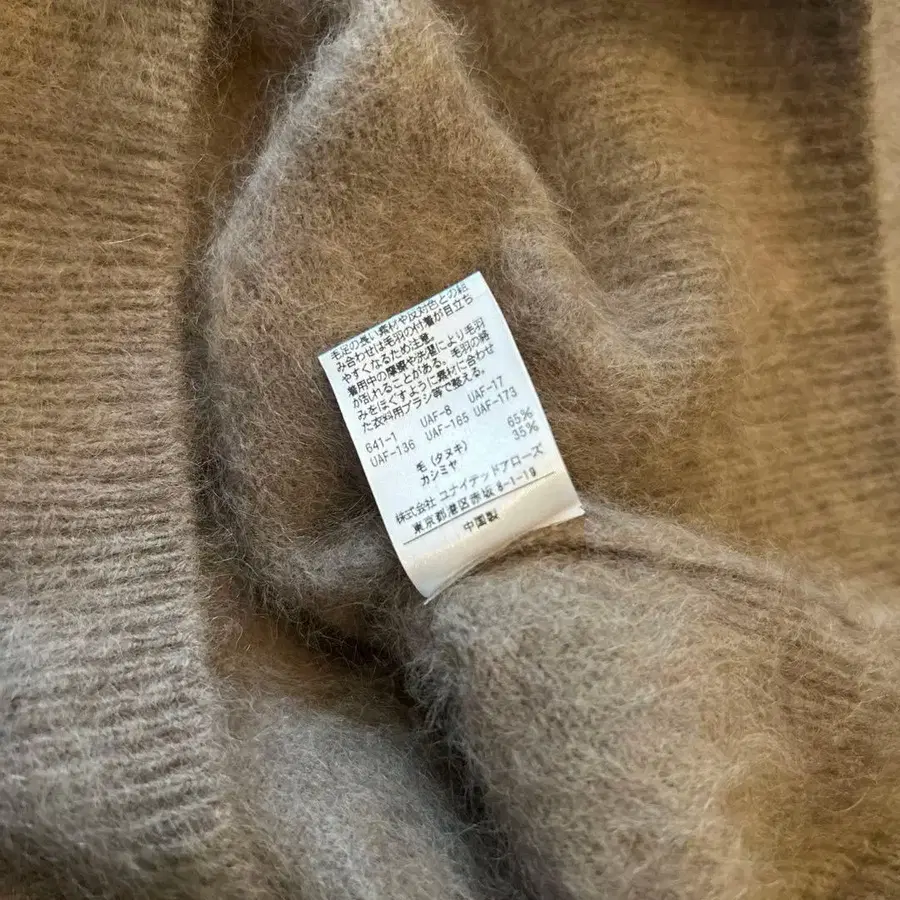 毛足の長い素材や反対色との組
み合わせは毛羽の付着が目立ち
やすくなるため注意。
着用中の摩擦や洗濯により毛羽
が乱れることがある。毛羽の絡
みをほぐすように素材に合わせ
た衣料用ブラシ等で整える。
641-1 UAF-8 UAF-17
UAF-136 UAF-165 UAF-173
毛(タヌキ) 65%
カシミヤ 35%
株式会社 ユナイテッドアローズ
東京都港区赤坂 8-1-19
中国製